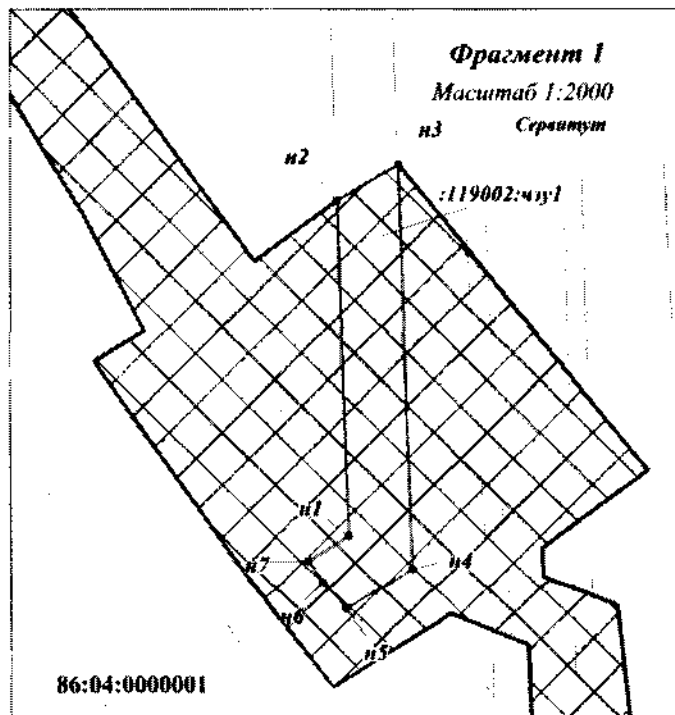 Фрагмент 1
Масштаб 1:2000
Сервитут
н3
н2
:119002:чзу1
н1
н7
н4
н6
н5
86:04:0000001